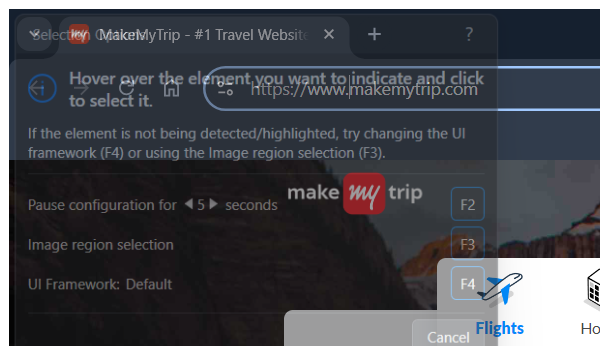 Selection Options
MakeMyTrip - #1 Travel Website
?
Hover over the element you want to indicate and click
to select it.
https://www.makemytrip.com
If the element is not being detected/highlighted, try changing the UI
framework (F4) or using the Image region selection (F3).
make my trip
Pause configuration for 5 seconds F2
Image region selection F3
UI Framework: Default F4
Flights
Ho
Cancel